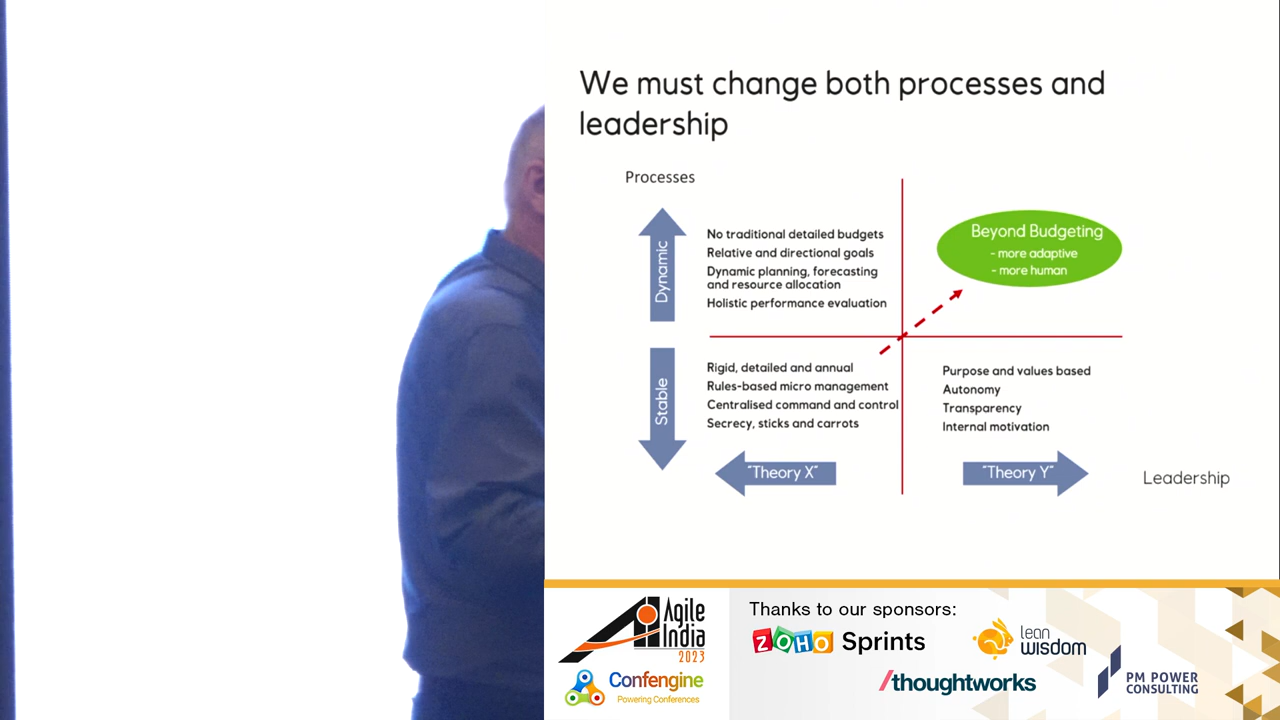 We must change both processes and
leadership
Processes
Dynamic
No traditional detailed budgets
Relative and directional goals
Dynamic planning, forecasting
and resource allocation
Holistic performance evaluation
Beyond Budgeting
- more adaptive
- more human
Stable
Rigid, detailed and annual
Rules-based micro management
Centralised command and control
Secrecy, sticks and carrots
Purpose and values based
Autonomy
Transparency
Internal motivation
"Theory X"
"Theory Y"
Leadership
Agile
India
2023
Confengine
Powering Conferences
Thanks to our sponsors:
ZOHO Sprints
lean
wisdom
/thoughtworks
PM POWER
CONSULTING